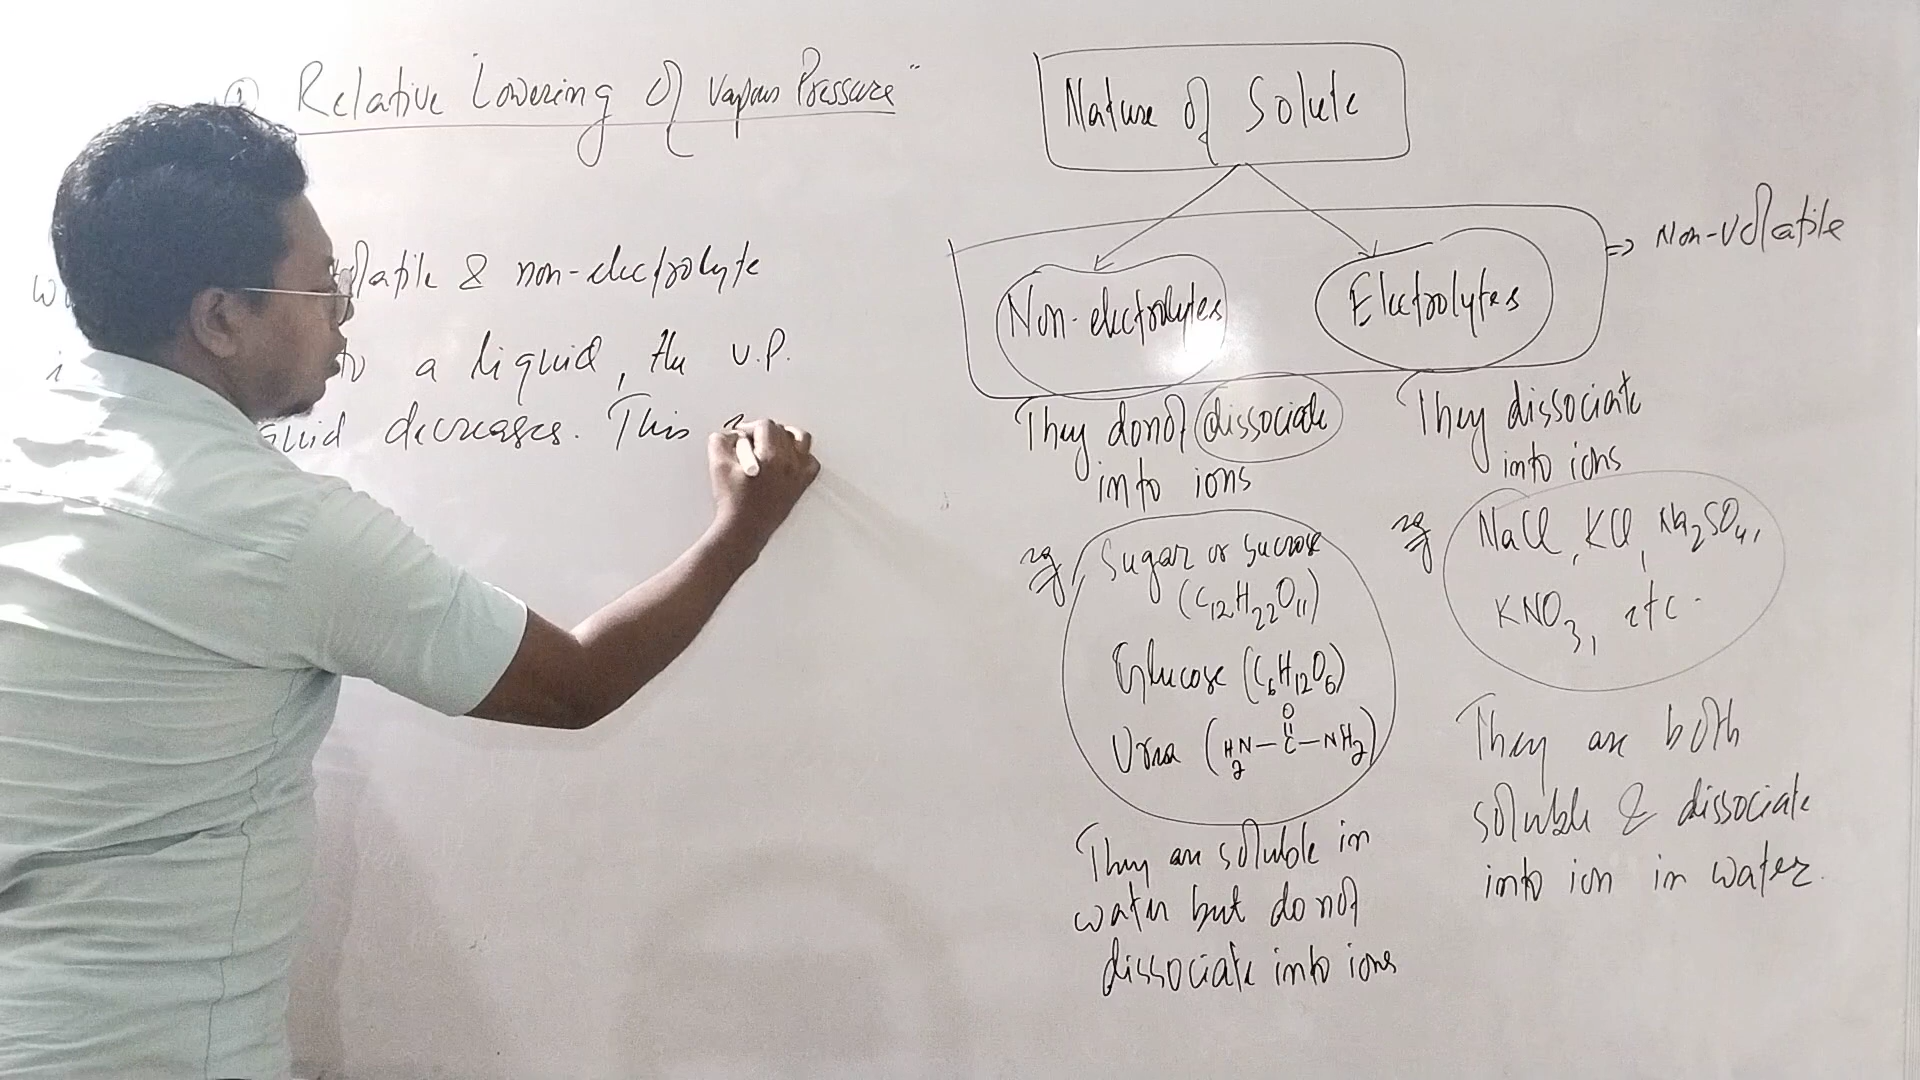 Relative Lowering Of Vapour Pressure"
& non-electrolyte
to a liquid, the v.p.
decreases. This
Nature of Solute
Non-electrolytes
Electrolytes
=> Non-Volatile
They donot dissociate
into ions
eg, Sugar or Sucrose
(C12H22O11)
Glucose (C6H12O6)
Urea (H2N-C-NH2)
O
They are soluble in
water but do not
dissociate into ions
They dissociate
into ions
eg NaCl, KCl, Na2SO4,
KNO3, etc.
They are both
soluble & dissociate
into ion in water.